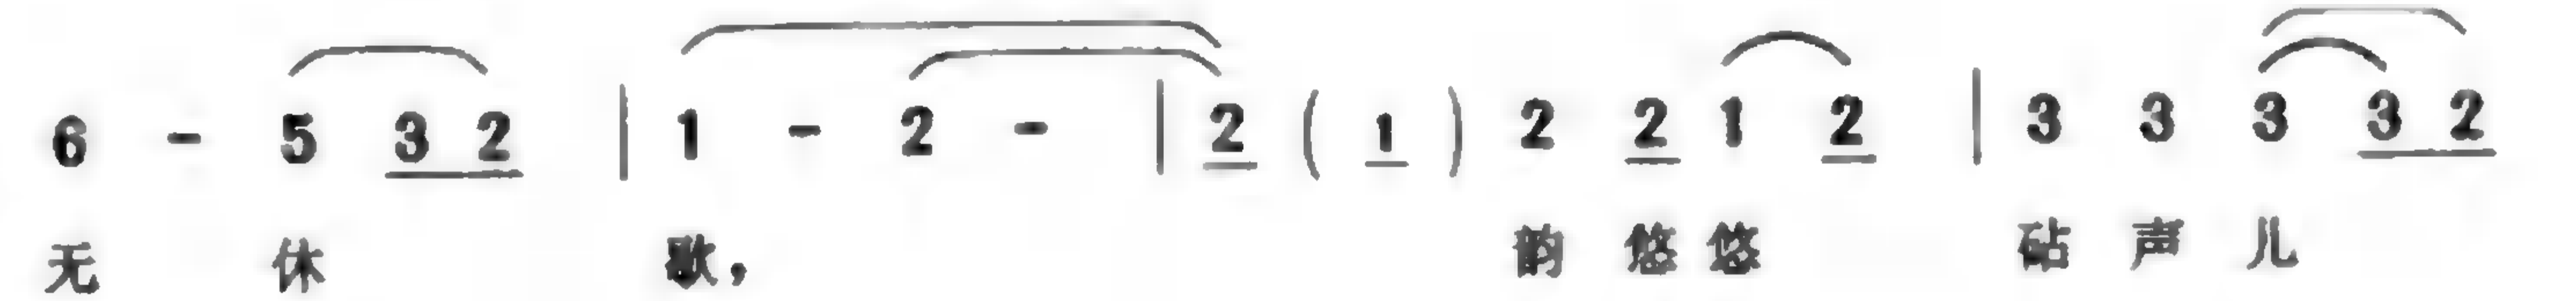 6 - 5 3 2 | 1 - 2 - | 2 ( 1 ) 2 2 1 2 | 3 3 3 3 2
无 休 歇， 韵 悠 悠 砧 声 儿